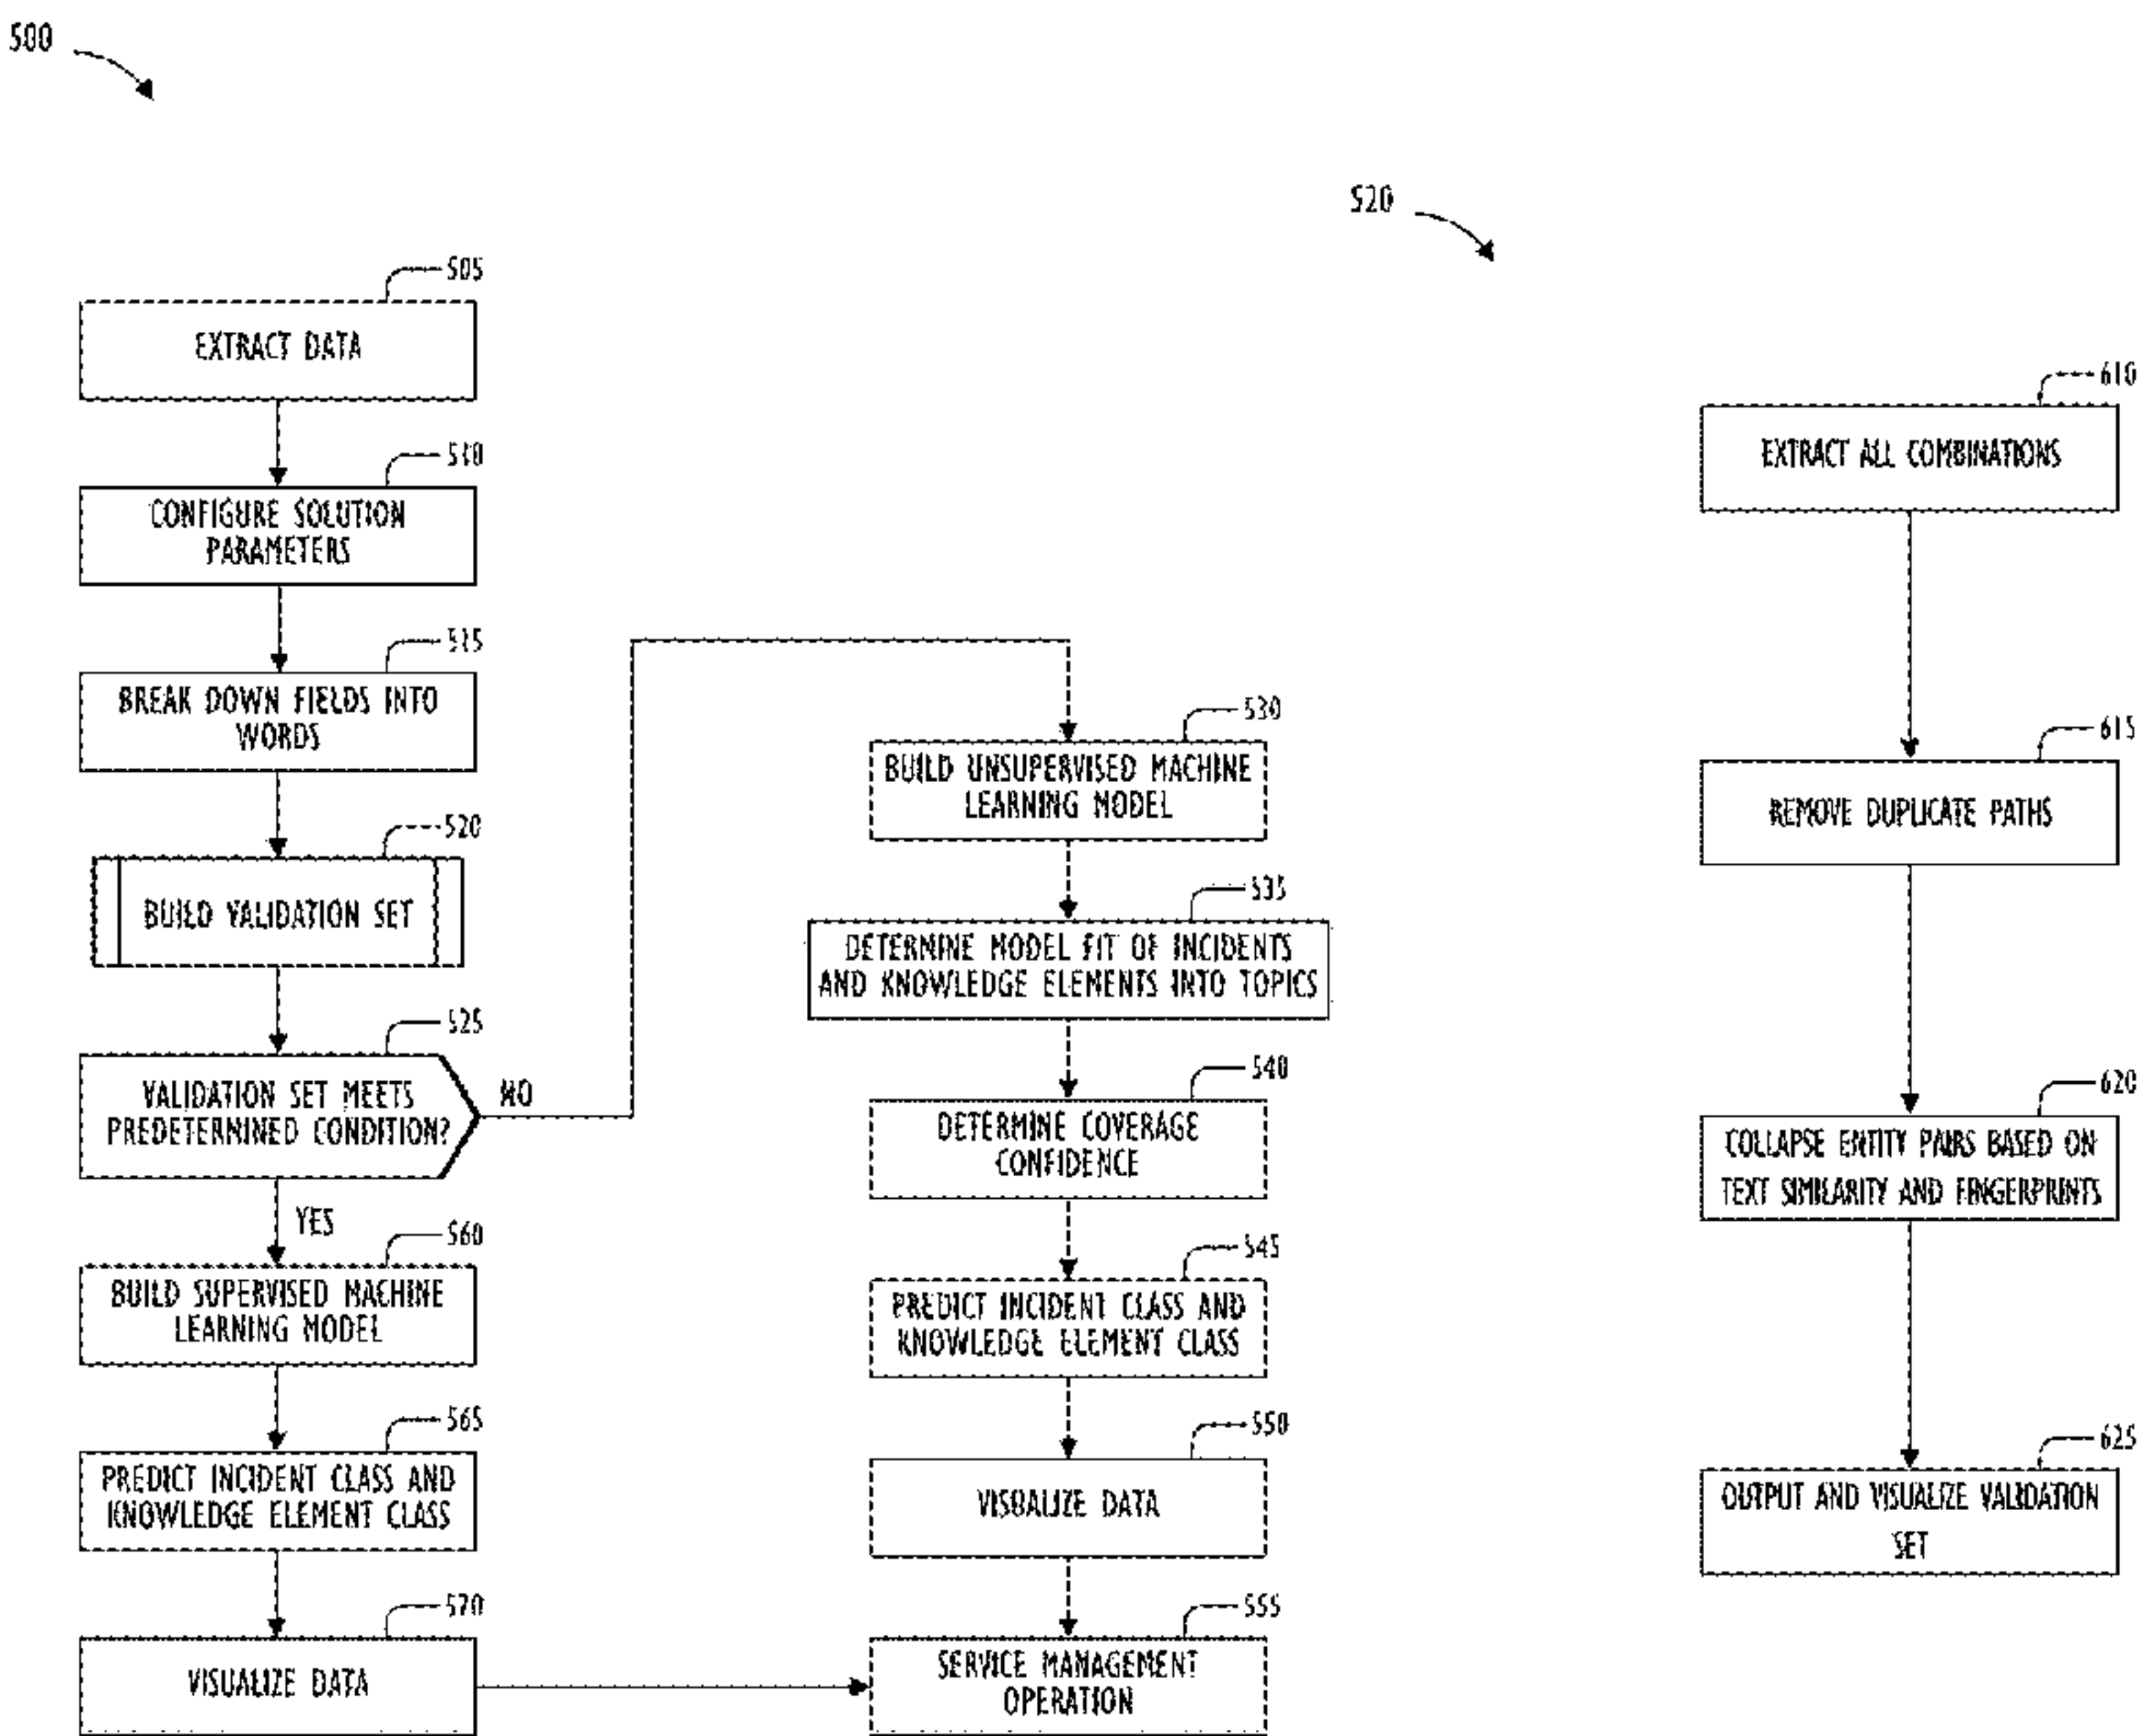 500
505
EXTRACT DATA
510
CONFIGURE SOLUTION
PARAMETERS
515
BREAK DOWN FIELDS INTO
WORDS
520
BUILD VALIDATION SET
525
VALIDATION SET MEETS
PREDETERMINED CONDITION?
NO
YES
560
BUILD SUPERVISED MACHINE
LEARNING MODEL
565
PREDICT INCIDENT CLASS AND
KNOWLEDGE ELEMENT CLASS
570
VISUALIZE DATA
530
BUILD UNSUPERVISED MACHINE
LEARNING MODEL
535
DETERMINE MODEL FIT OF INCIDENTS
AND KNOWLEDGE ELEMENTS INTO TOPICS
540
DETERMINE COVERAGE
CONFIDENCE
545
PREDICT INCIDENT CLASS AND
KNOWLEDGE ELEMENT CLASS
550
VISUALIZE DATA
555
SERVICE MANAGEMENT
OPERATION
520
610
EXTRACT ALL COMBINATIONS
615
REMOVE DUPLICATE PATHS
620
COLLAPSE ENTITY PAIRS BASED ON
TEXT SIMILARITY AND FINGERPRINTS
625
OUTPUT AND VISUALIZE VALIDATION
SET